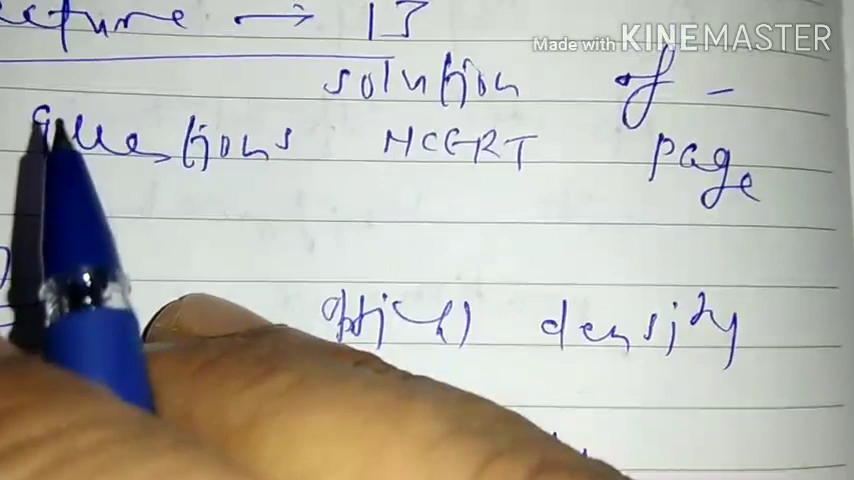 Made with KINEMASTER
ecture → 13
solution of -
questions NCERT page
optical density